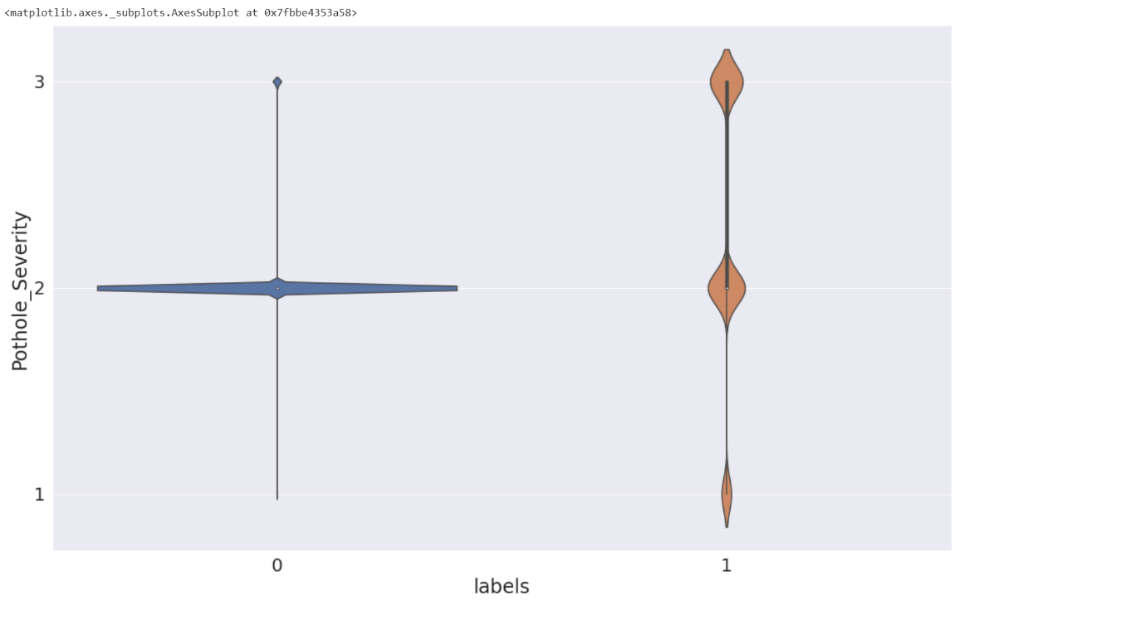 <matplotlib.axes._subplots.AxesSubplot at 0x7fbbe4353a58>
3
2
1
Pothole_Severity
0 1
labels